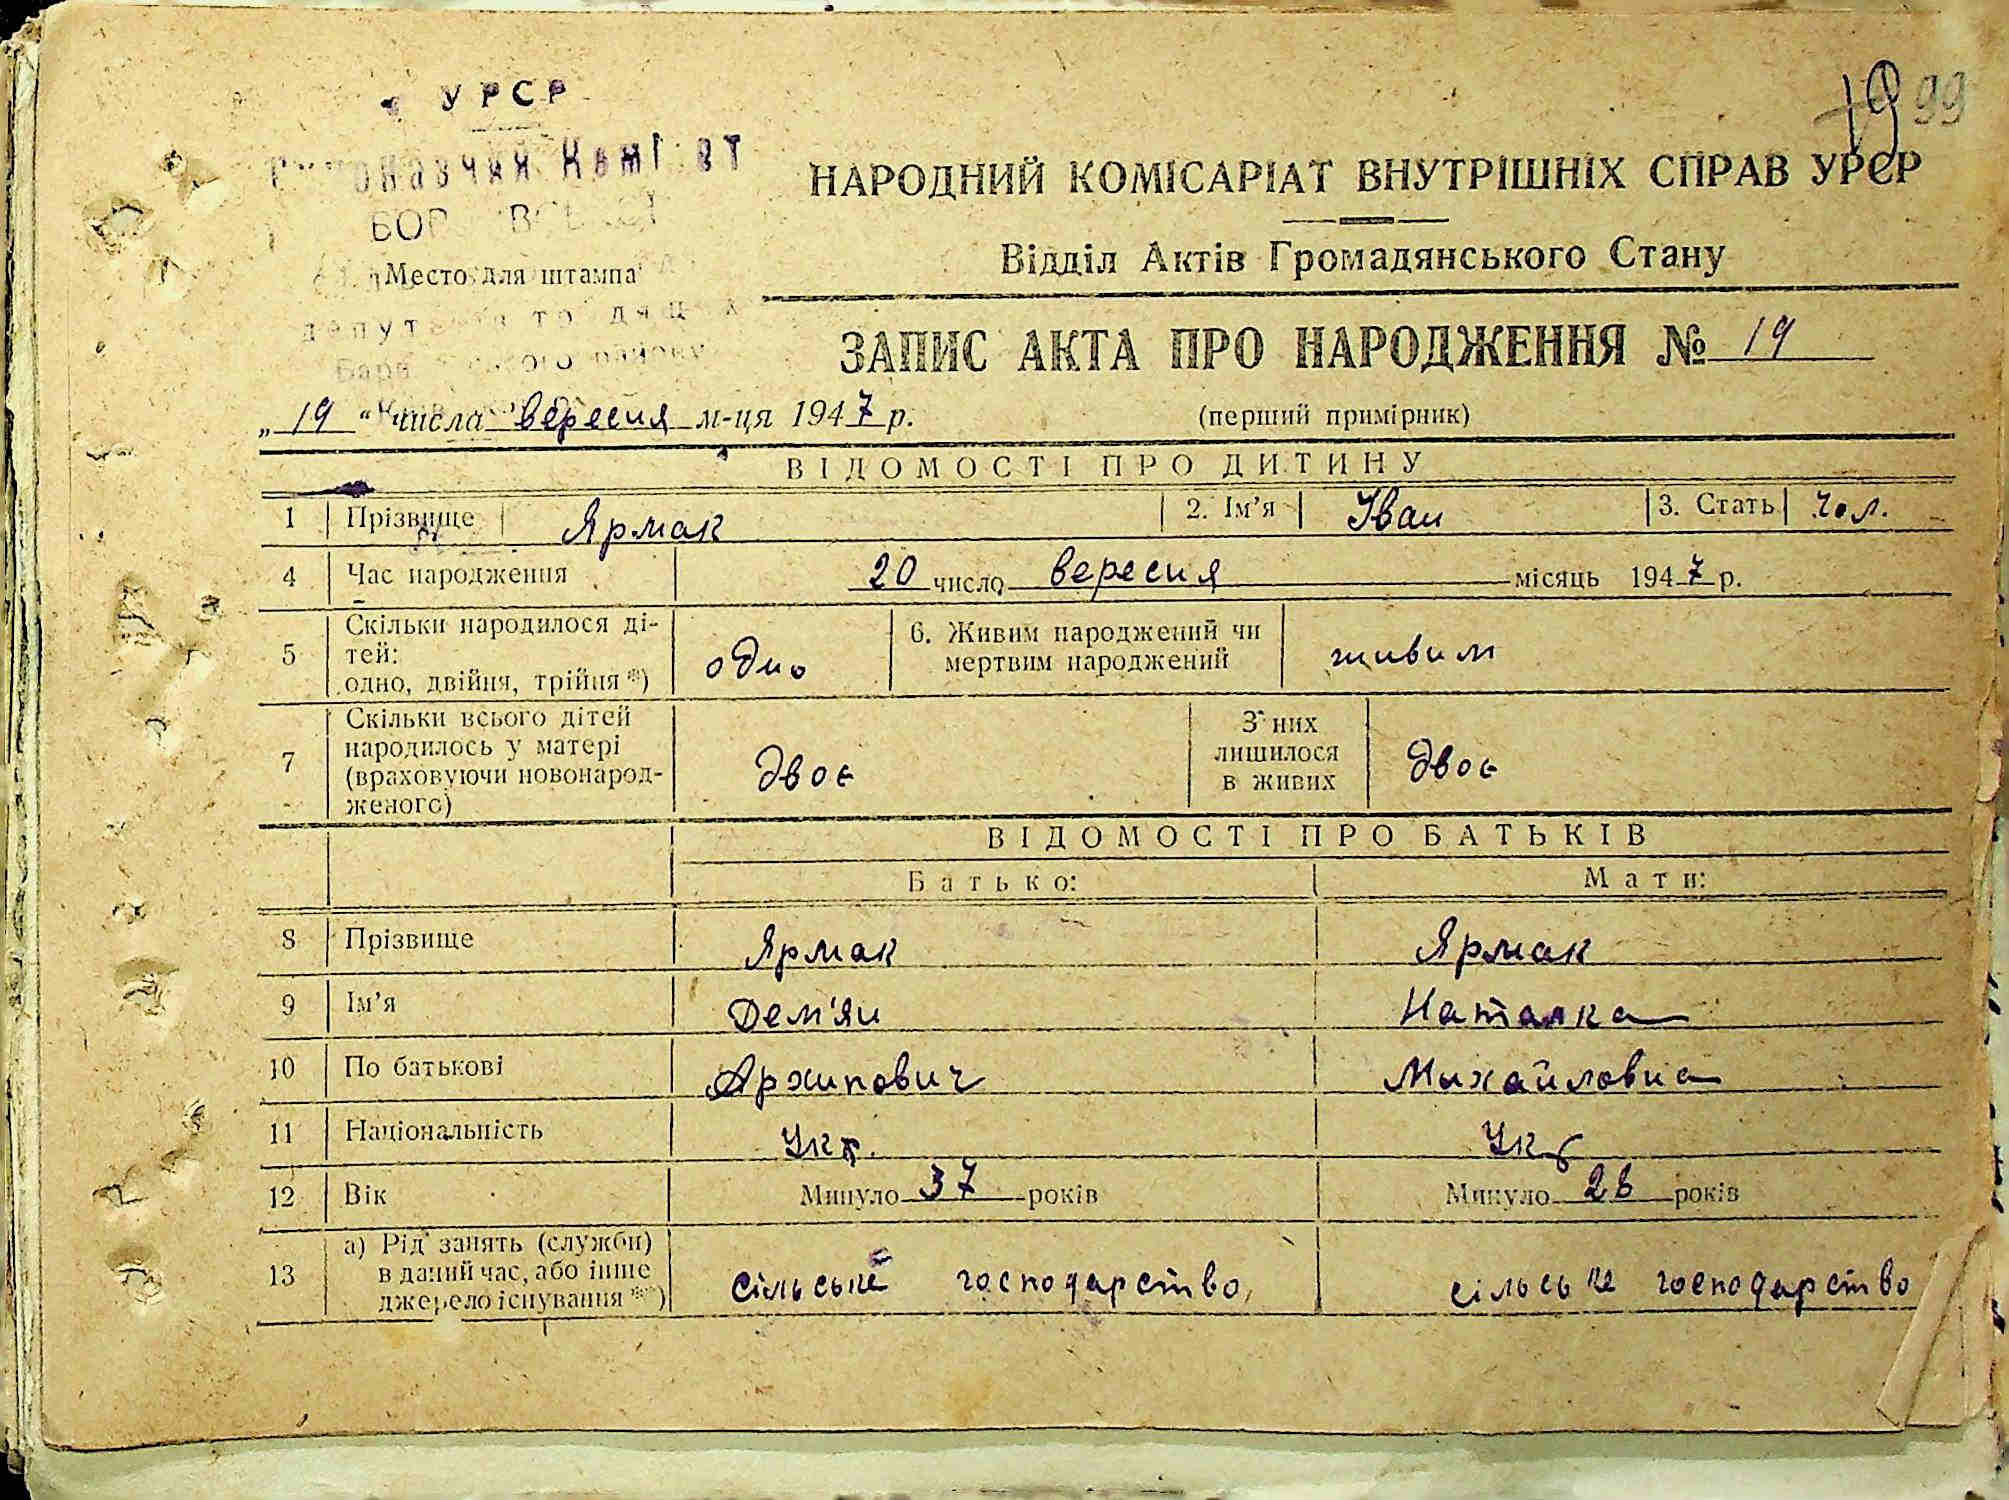 УРСР
Виконавчий Комітет
Место для штампа
19 99
НАРОДНИЙ КОМІСАРІАТ ВНУТРІШНІХ СПРАВ УРСР
Відділ Актів Громадянського Стану
ЗАПИС АКТА ПРО НАРОДЖЕННЯ № 19
„19“ числа вересня м-ця 1947 р. (перший примірник)
ВІДОМОСТІ ПРО ДИТИНУ
1 Прізвище Ярмак 2. Ім’я Іван 3. Стать чол.
4 Час народження 20 число вересня місяць 1947 р.
5 Скільки народилося дітей: одно, двійня, трійня *) одно 6. Живим народжений чи мертвим народжений живим
7 Скільки всього дітей народилось у матері (враховуючи новонародженого) двоє З них лишилося в живих двоє
ВІДОМОСТІ ПРО БАТЬКІВ
Батько: Мати:
8 Прізвище Ярмак Ярмак
9 Ім’я Дем'ян Наталка
10 По батькові Архипович Михайловна
11 Національність Укр. Укр
12 Вік Минуло 37 років Минуло 28 років
13 а) Рід занять (служби) в даний час, або інше джерело існування **) сільське господарство, сільське господарство